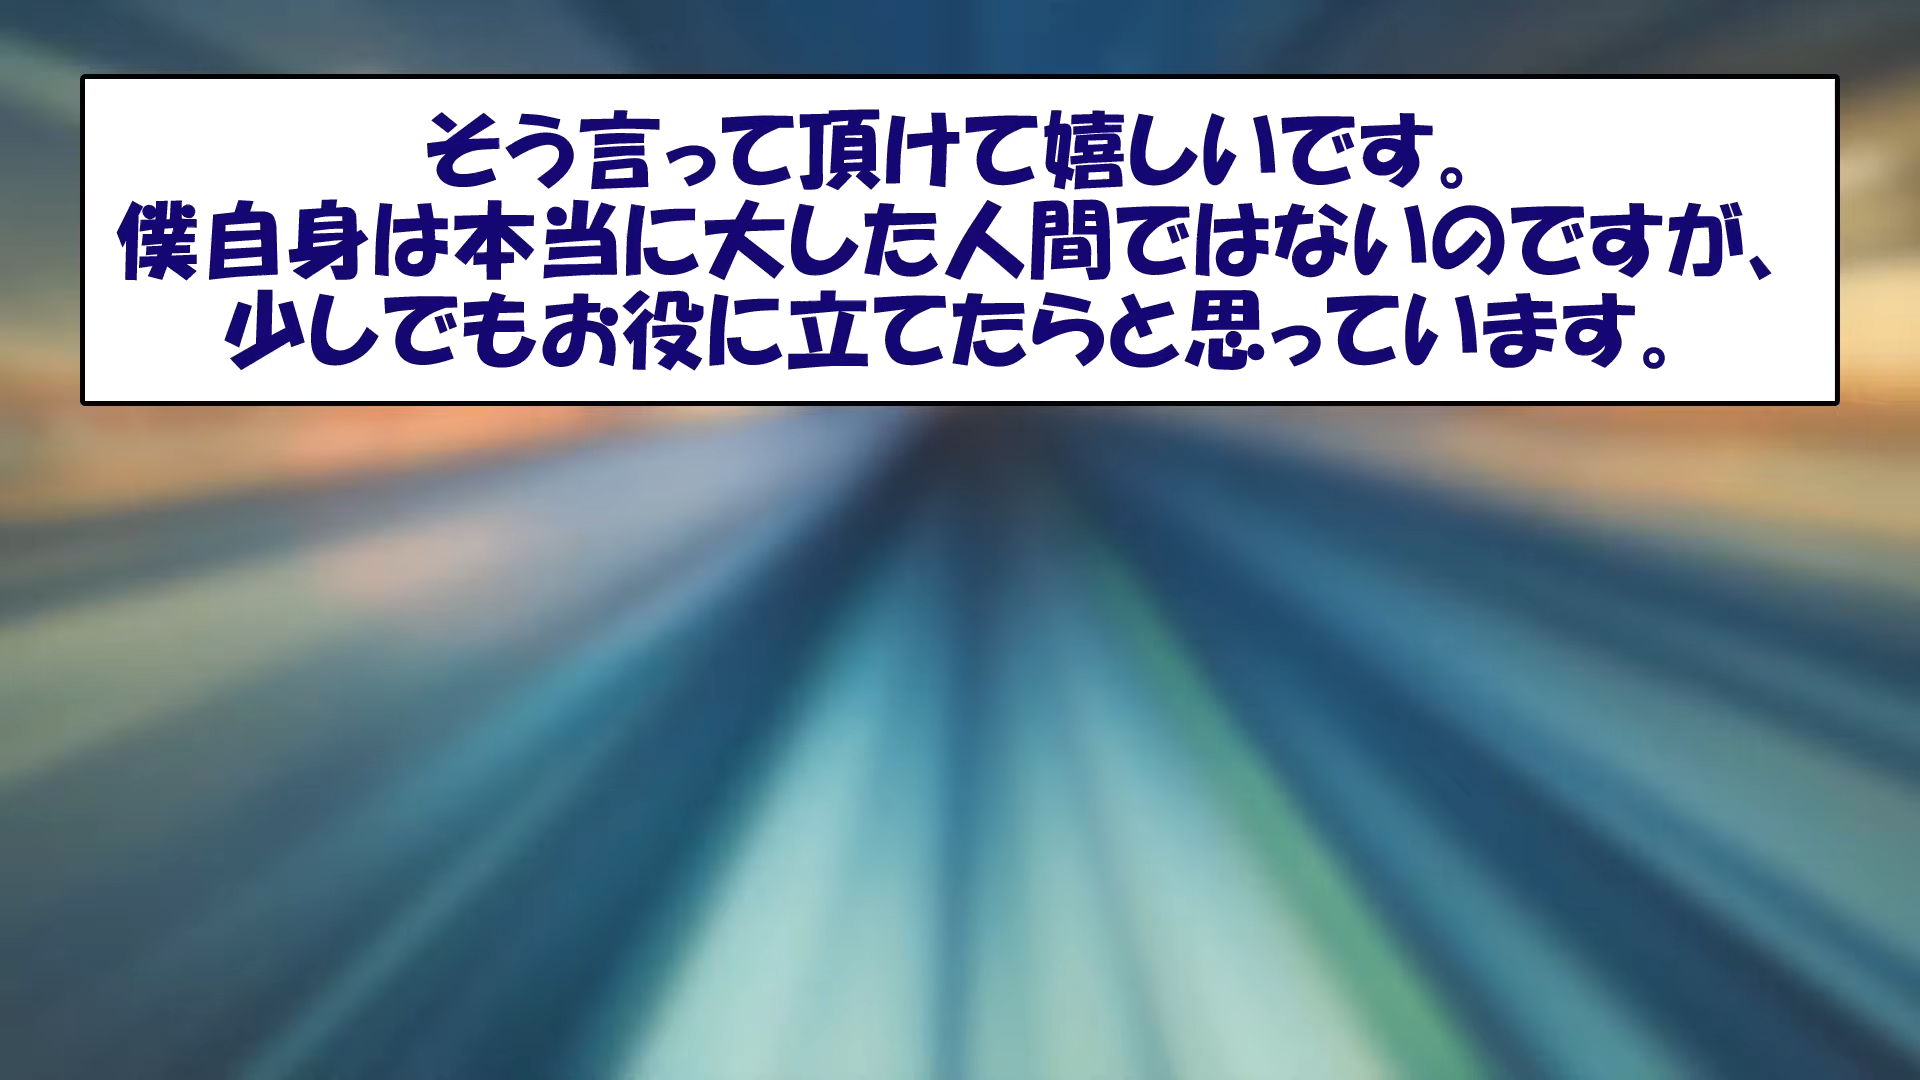 そう言って頂けて嬉しいです。
僕自身は本当に大した人間ではないのですが、
少しでもお役に立てたらと思っています。